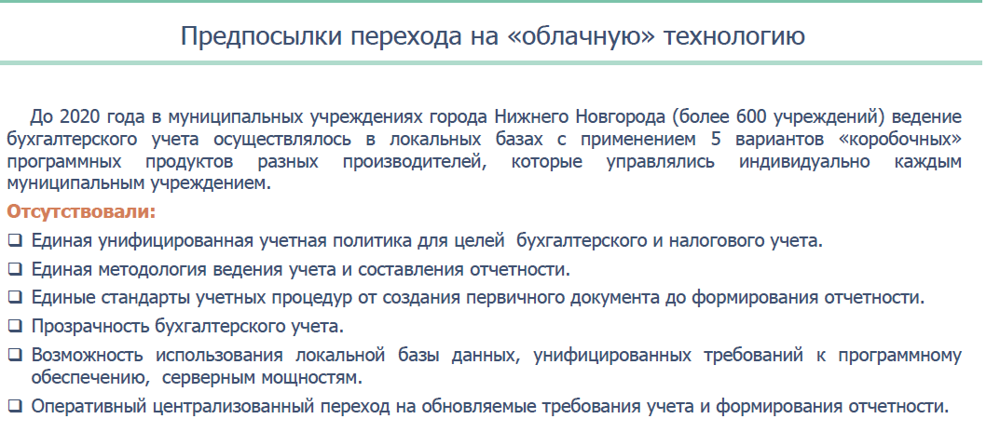 Предпосылки перехода на «облачную» технологию
До 2020 года в муниципальных учреждениях города Нижнего Новгорода (более 600 учреждений) ведение
бухгалтерского учета осуществлялось в локальных базах с применением 5 вариантов «коробочных»
программных продуктов разных производителей, которые управлялись индивидуально каждым
муниципальным учреждением.
Отсутствовали:
❑ Единая унифицированная учетная политика для целей  бухгалтерского и налогового учета.
❑ Единая методология ведения учета и составления отчетности.
❑ Единые стандарты учетных процедур от создания первичного документа до формирования отчетности.
❑ Прозрачность бухгалтерского учета.
❑ Возможность использования локальной базы данных, унифицированных требований к программному
обеспечению,  серверным мощностям.
❑ Оперативный централизованный переход на обновляемые требования учета и формирования отчетности.